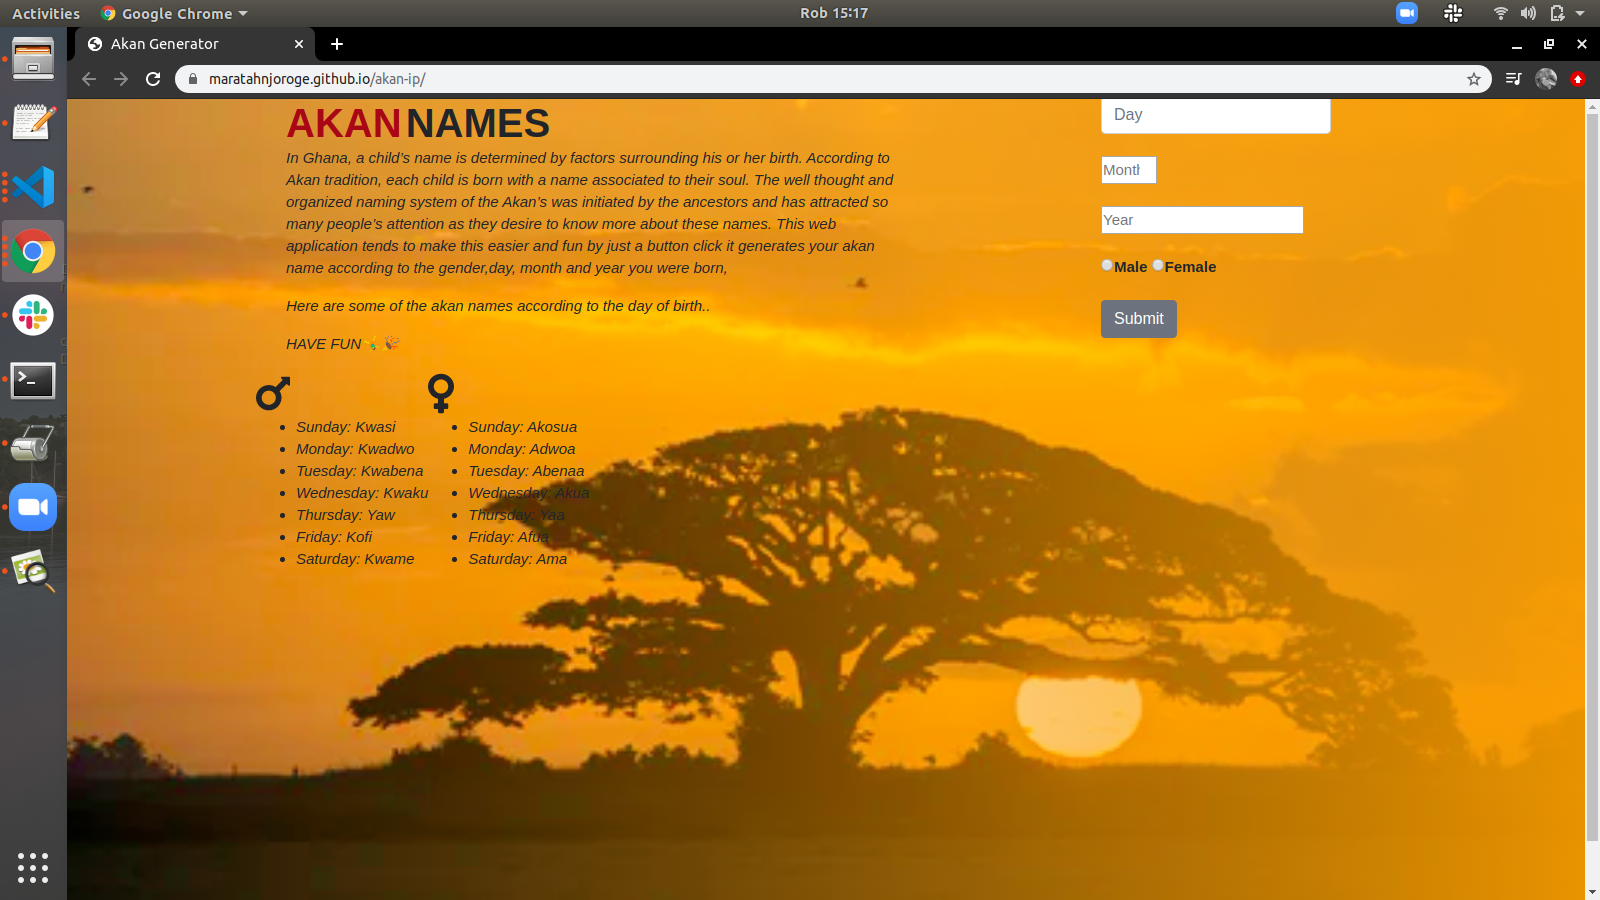 Activities
Google Chrome
Rob 15:17
Akan Generator
maratahnjoroge.github.io/akan-ip/
AKAN NAMES
In Ghana, a child’s name is determined by factors surrounding his or her birth. According to
Akan tradition, each child is born with a name associated to their soul. The well thought and
organized naming system of the Akan’s was initiated by the ancestors and has attracted so
many people’s attention as they desire to know more about these names. This web
application tends to make this easier and fun by just a button click it generates your akan
name according to the gender,day, month and year you were born,
Here are some of the akan names according to the day of birth..
HAVE FUN
Sunday: Kwasi
Monday: Kwadwo
Tuesday: Kwabena
Wednesday: Kwaku
Thursday: Yaw
Friday: Kofi
Saturday: Kwame
Sunday: Akosua
Monday: Adwoa
Tuesday: Abenaa
Wednesday: Akua
Thursday: Yaa
Friday: Afua
Saturday: Ama
Day
Month
Year
Male Female
Submit